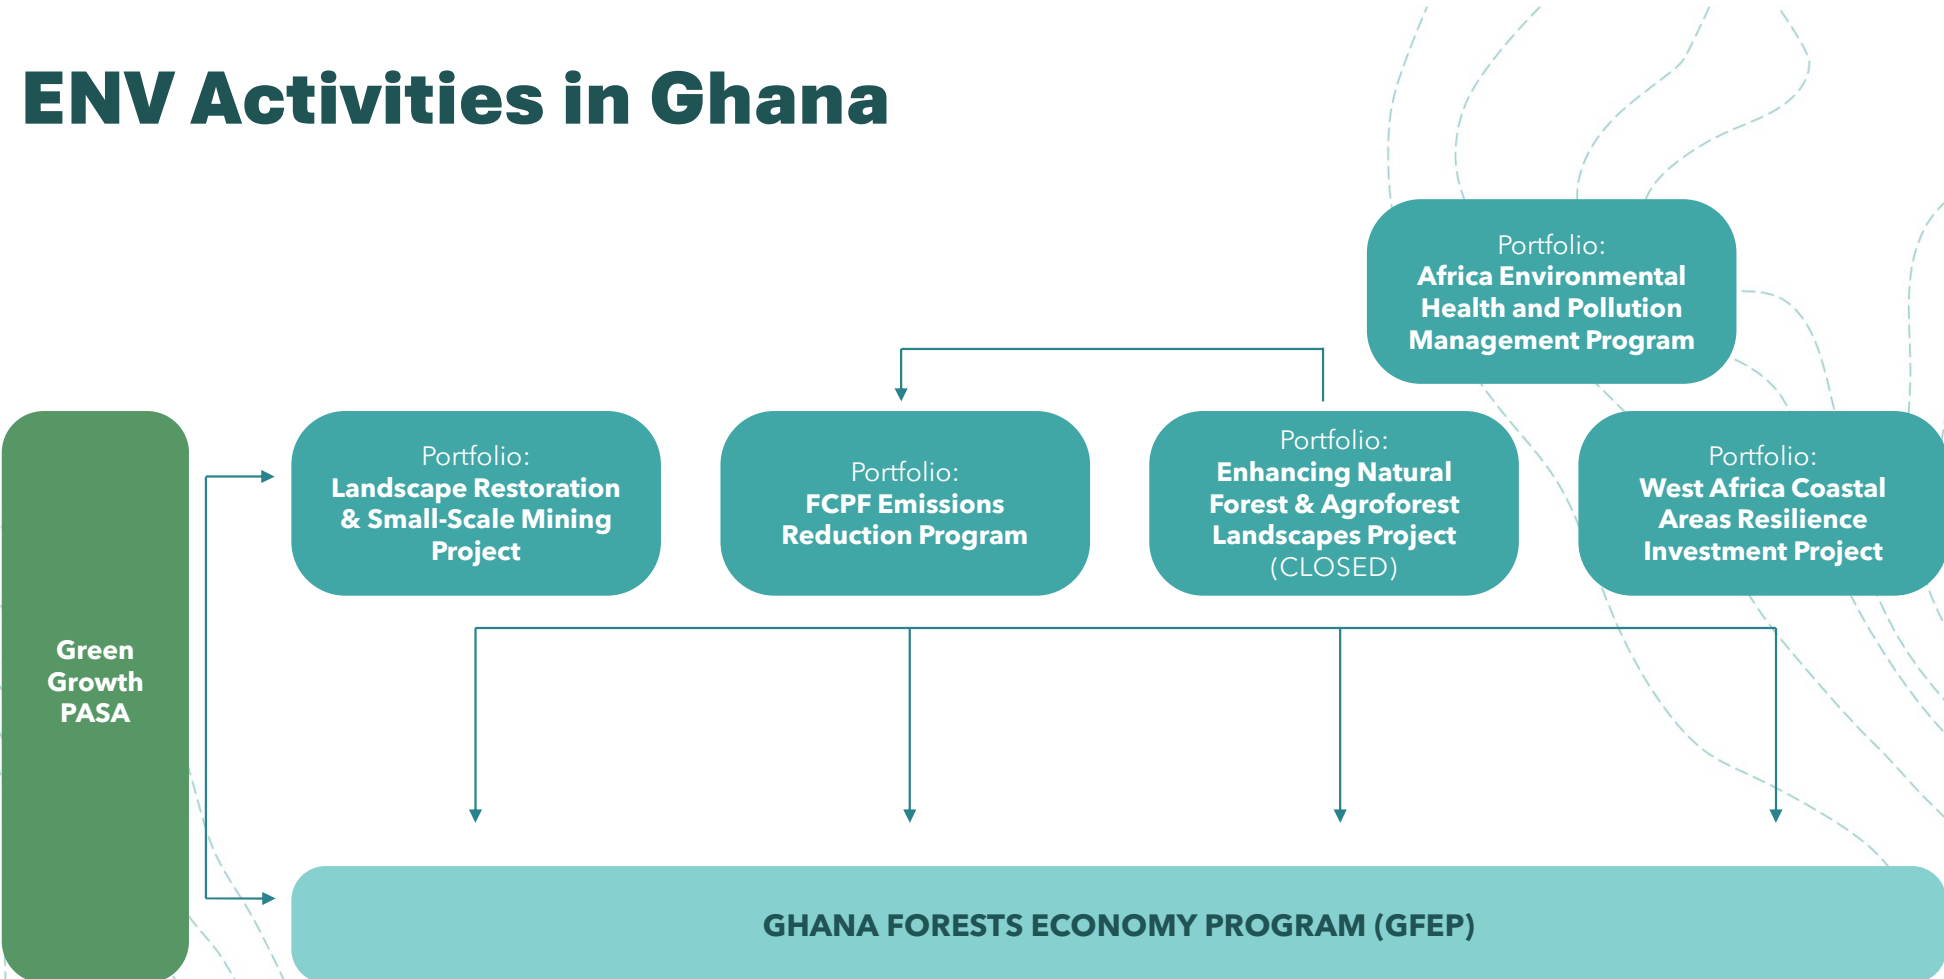 ENV Activities in Ghana
Portfolio:
Africa Environmental
Health and Pollution
Management Program
Green
Growth
PASA
Portfolio:
Landscape Restoration
& Small-Scale Mining
Project
Portfolio:
FCPF Emissions
Reduction Program
Portfolio:
Enhancing Natural
Forest & Agroforest
Landscapes Project
(CLOSED)
Portfolio:
West Africa Coastal
Areas Resilience
Investment Project
GHANA FORESTS ECONOMY PROGRAM (GFEP)